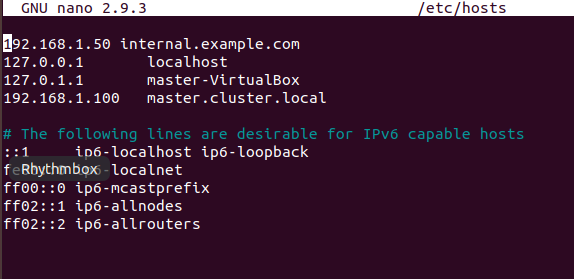 GNU nano 2.9.3 /etc/hosts
192.168.1.50 internal.example.com
127.0.0.1 localhost
127.0.1.1 master-VirtualBox
192.168.1.100 master.cluster.local
# The following lines are desirable for IPv6 capable hosts
::1 ip6-localhost ip6-loopback
Rhythmbox
ip6-localnet
ff00::0 ip6-mcastprefix
ff02::1 ip6-allnodes
ff02::2 ip6-allrouters